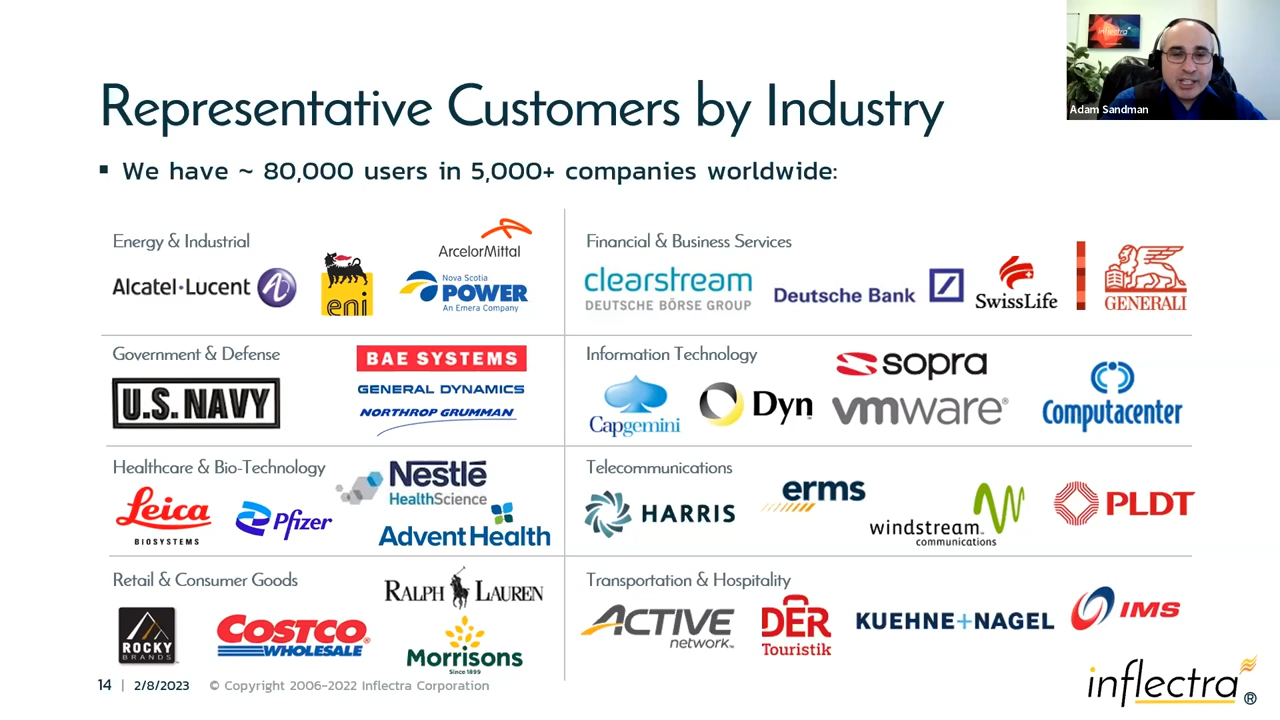 inflectra
Adam Sandman
Representative Customers by Industry
▪ We have ~ 80,000 users in 5,000+ companies worldwide:
Energy & Industrial
ArcelorMittal
Alcatel·Lucent
eni
Nova Scotia
POWER
An Emera Company
Financial & Business Services
clearstream
DEUTSCHE BÖRSE GROUP
Deutsche Bank
SwissLife
GENERALI
Government & Defense
U.S. NAVY
BAE SYSTEMS
GENERAL DYNAMICS
NORTHROP GRUMMAN
Information Technology
sopra
Capgemini
Dyn
vmware®
Computacenter
Healthcare & Bio-Technology
Leica
BIOSYSTEMS
Pfizer
Nestlé
HealthScience
AdventHealth
Telecommunications
HARRIS
erms
windstream™
communications
PLDT
Retail & Consumer Goods
RALPH LAUREN
ROCKY
BRANDS™
COSTCO®
WHOLESALE
Morrisons
Since 1899
Transportation & Hospitality
ACTIVE
network™
DER
Touristik
KUEHNE+NAGEL
IMS
14 | 2/8/2023 © Copyright 2006-2022 Inflectra Corporation
inflectra®